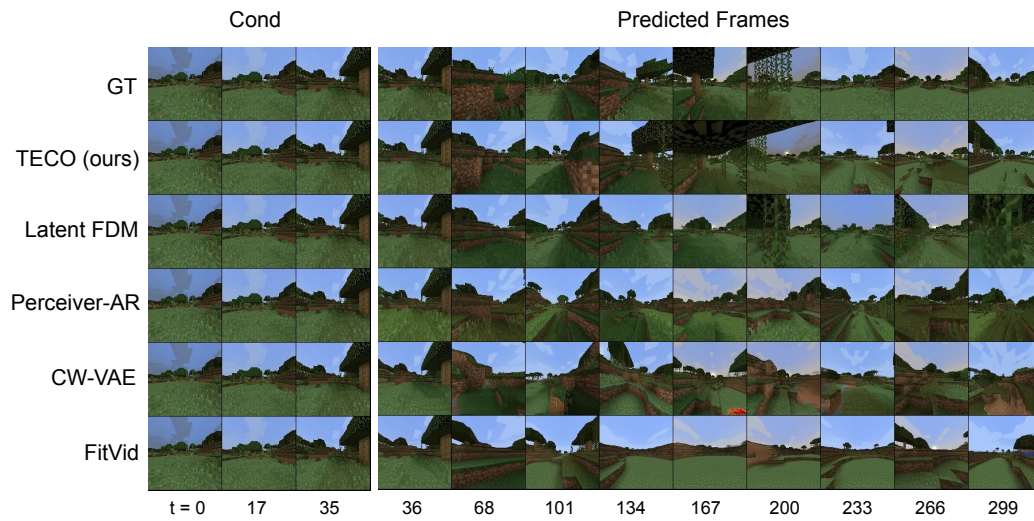 Cond Predicted Frames
GT
TECO (ours)
Latent FDM
Perceiver-AR
CW-VAE
FitVid
t = 0 17 35 36 68 101 134 167 200 233 266 299